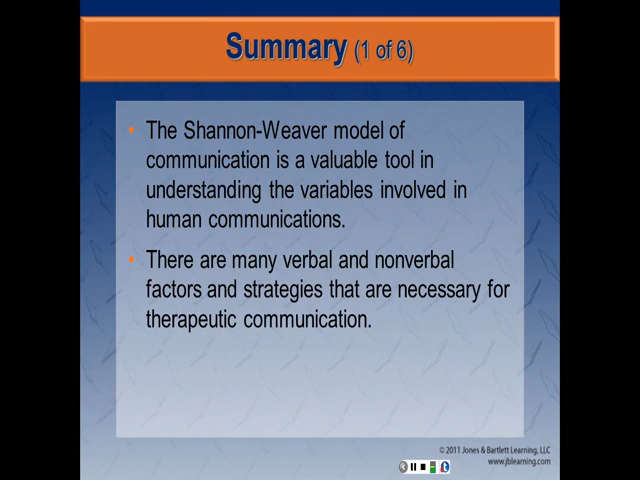 Summary (1 of 6)
• The Shannon-Weaver model of
communication is a valuable tool in
understanding the variables involved in
human communications.
• There are many verbal and nonverbal
factors and strategies that are necessary for
therapeutic communication.
© 2011 Jones & Bartlett Learning, LLC
www.jblearning.com